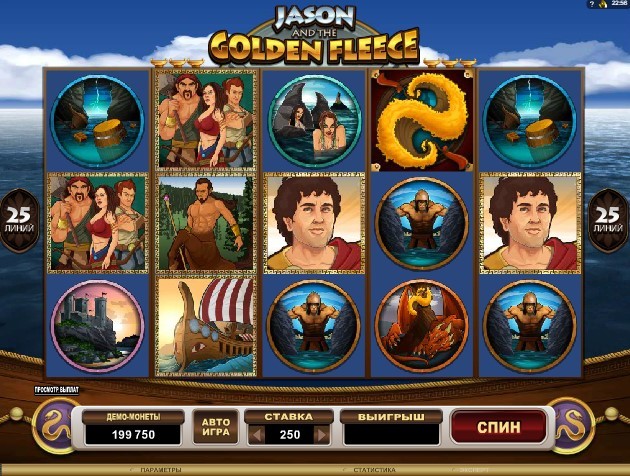 ? 22:56
JASON
AND THE
GOLDEN FLEECE
25
ЛИНИЙ
25
ЛИНИЙ
ПРОСМОТР ВЫПЛАТ
ДЕМО-МОНЕТЫ
199 750
АВТО
ИГРА
СТАВКА
250
ВЫИГРЫШ
СПИН
ПАРАМЕТРЫ
СТАТИСТИКА
ЭКСПЕРТ